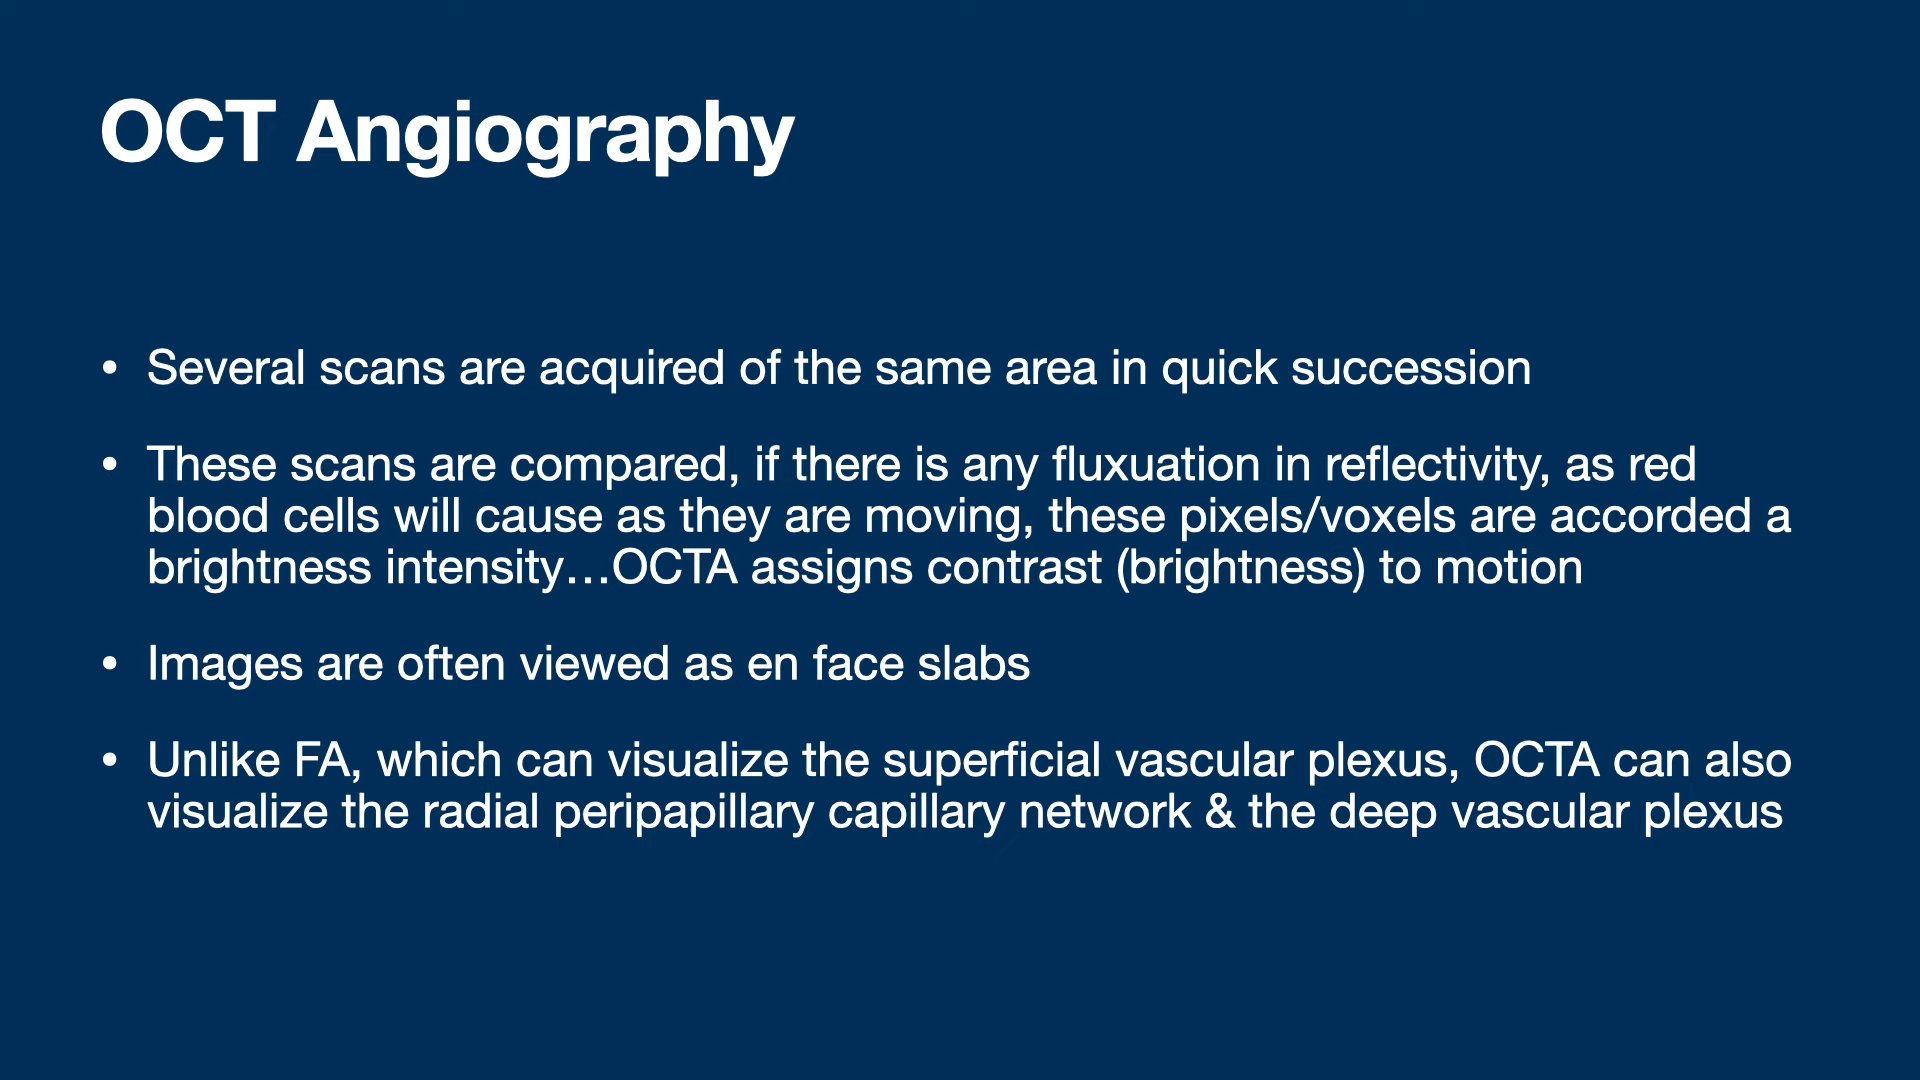 OCT Angiography
• Several scans are acquired of the same area in quick succession
• These scans are compared, if there is any fluxuation in reflectivity, as red
blood cells will cause as they are moving, these pixels/voxels are accorded a
brightness intensity…OCTA assigns contrast (brightness) to motion
• Images are often viewed as en face slabs
• Unlike FA, which can visualize the superficial vascular plexus, OCTA can also
visualize the radial peripapillary capillary network & the deep vascular plexus